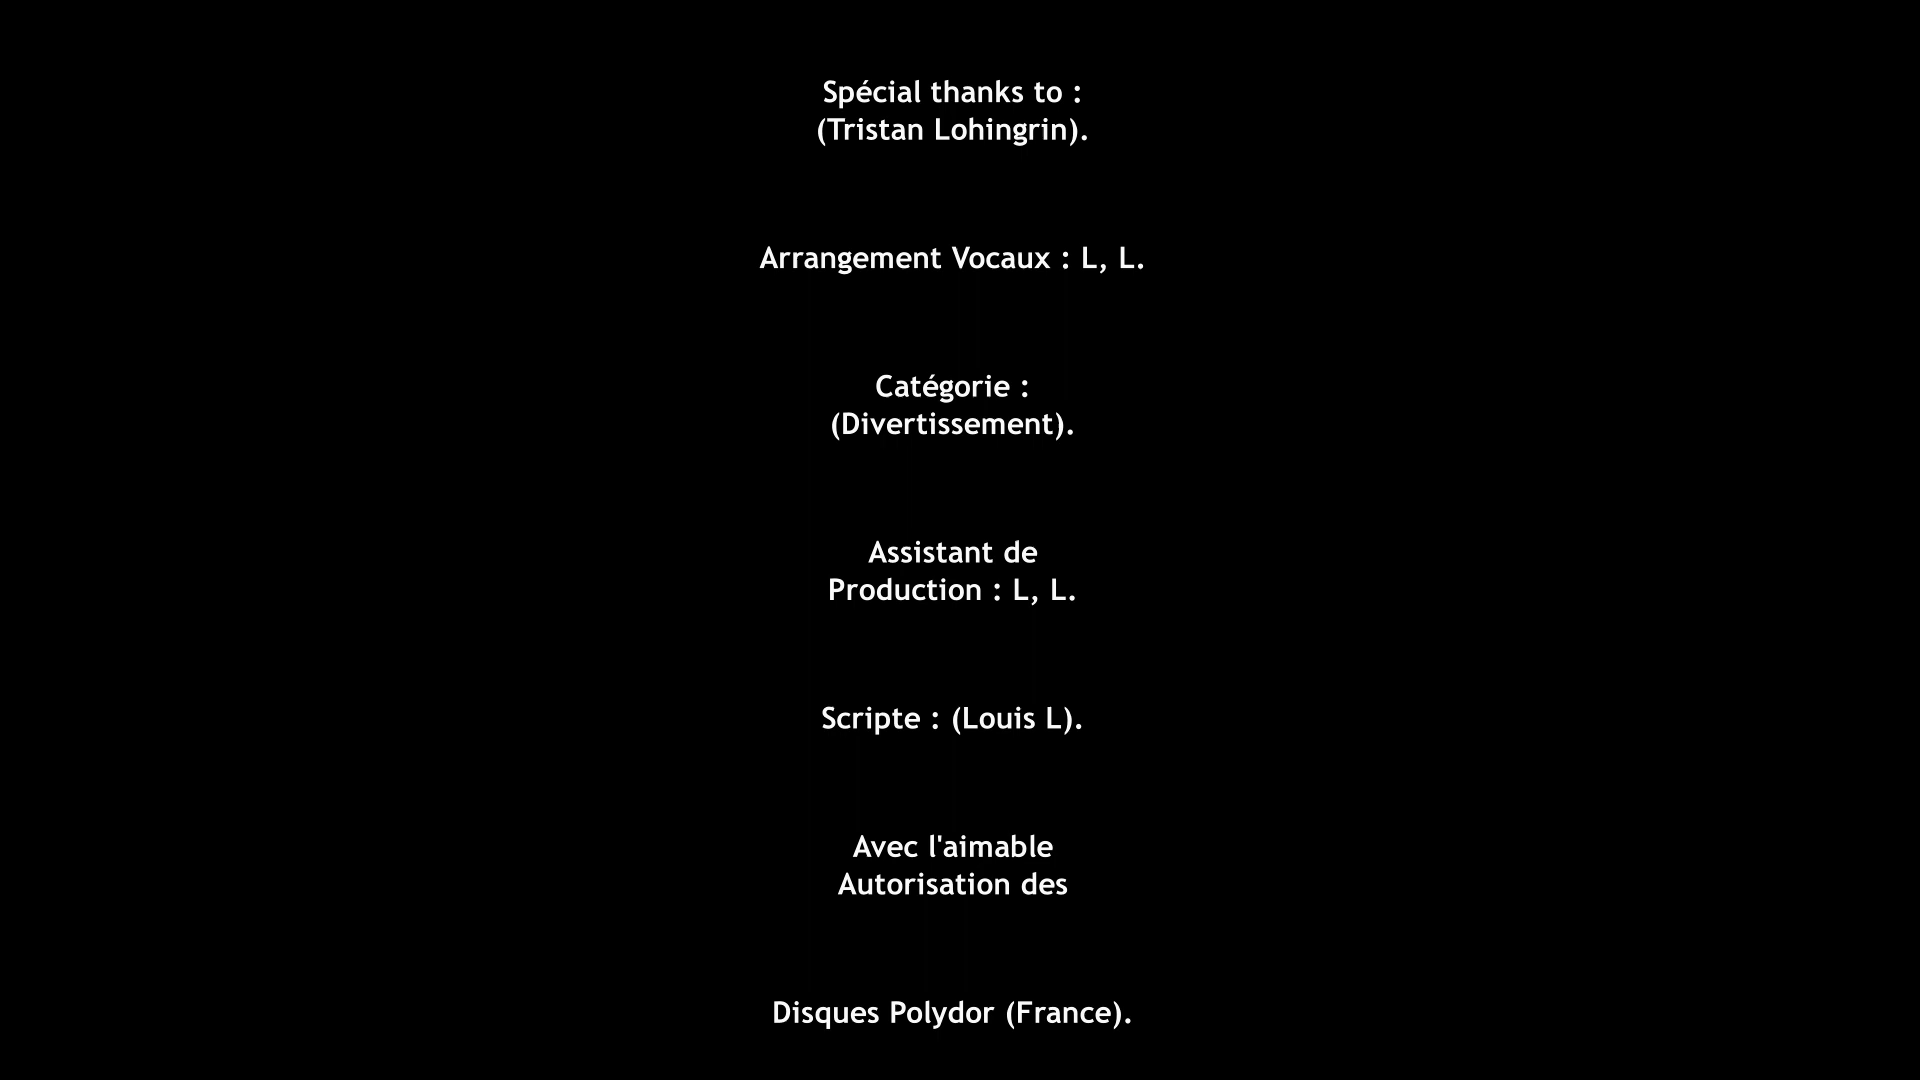 Spécial thanks to :
(Tristan Lohingrin).
Arrangement Vocaux : L, L.
Catégorie :
(Divertissement).
Assistant de
Production : L, L.
Scripte : (Louis L).
Avec l'aimable
Autorisation des
Disques Polydor (France).